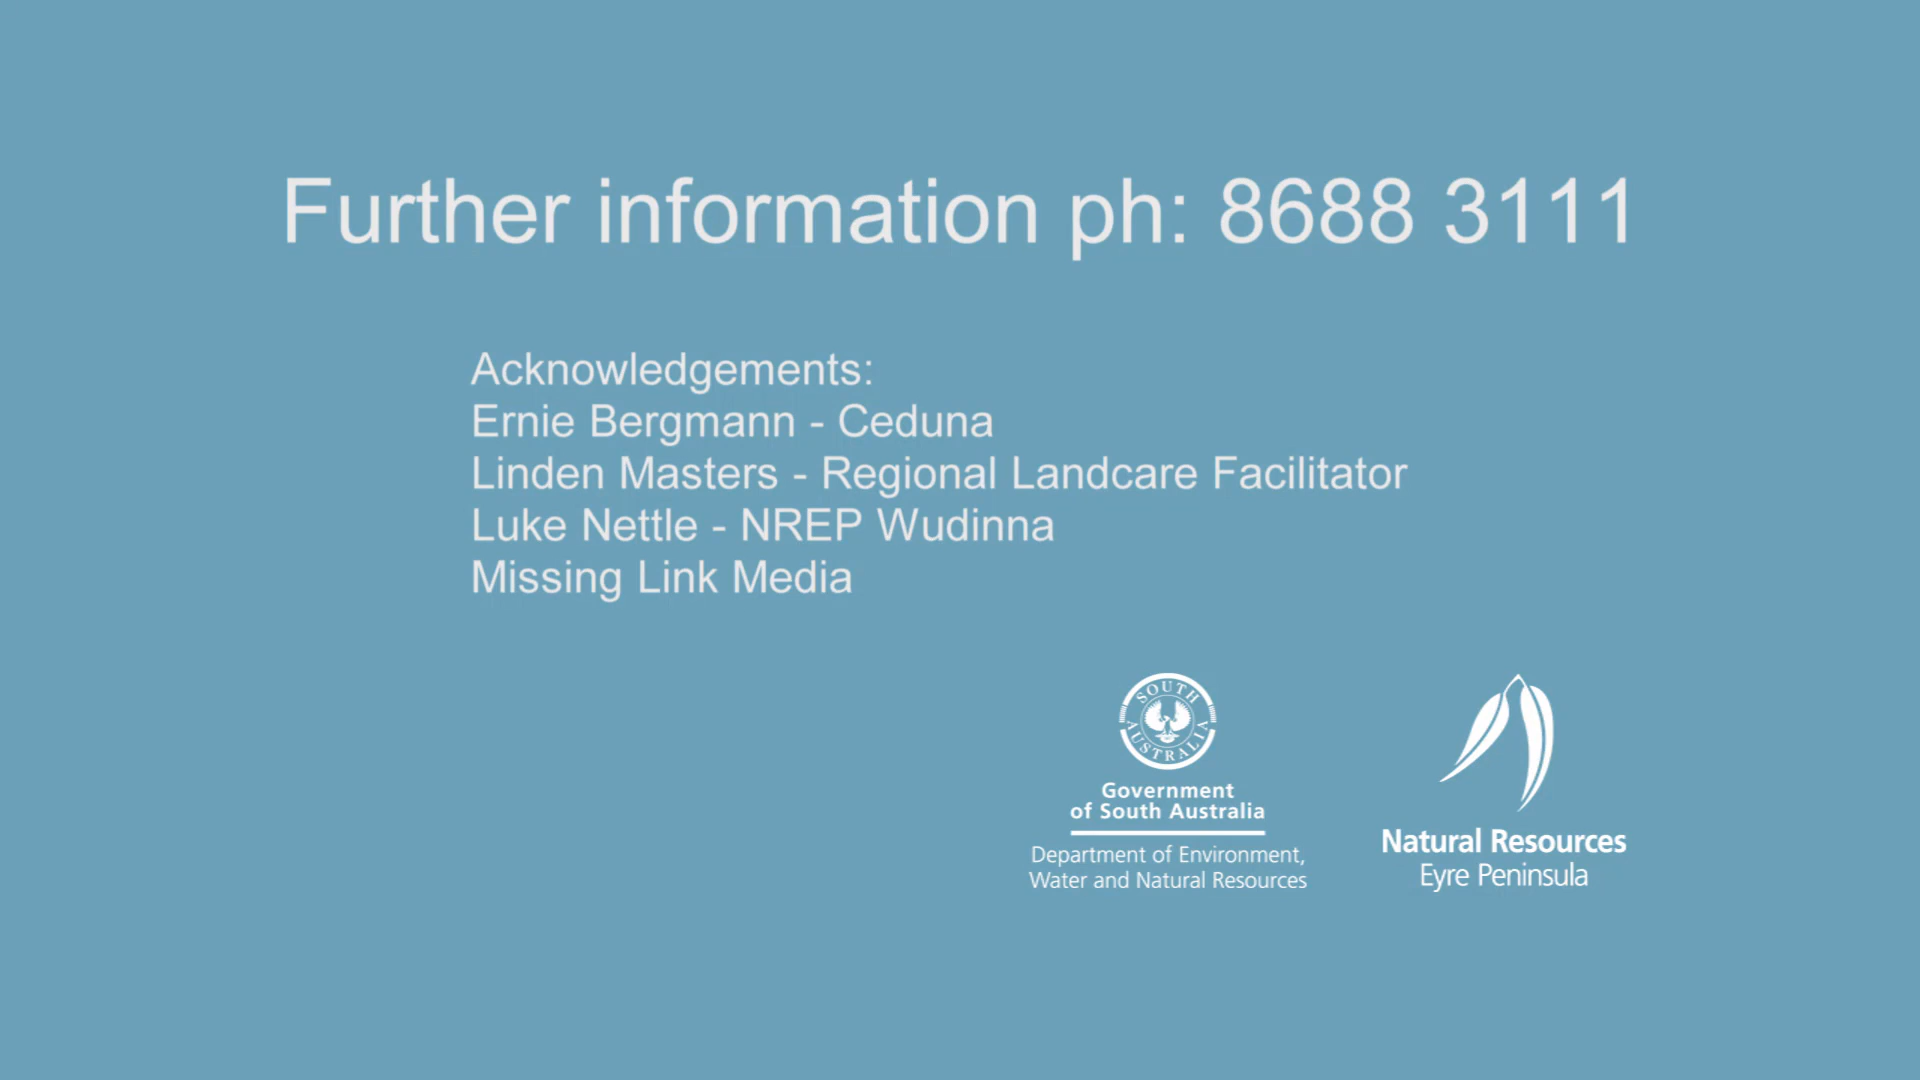 Further information ph: 8688 3111
Acknowledgements:
Ernie Bergmann - Ceduna
Linden Masters - Regional Landcare Facilitator
Luke Nettle - NREP Wudinna
Missing Link Media
SOUTH AUSTRALIA
Government
of South Australia
Department of Environment,
Water and Natural Resources
Natural Resources
Eyre Peninsula